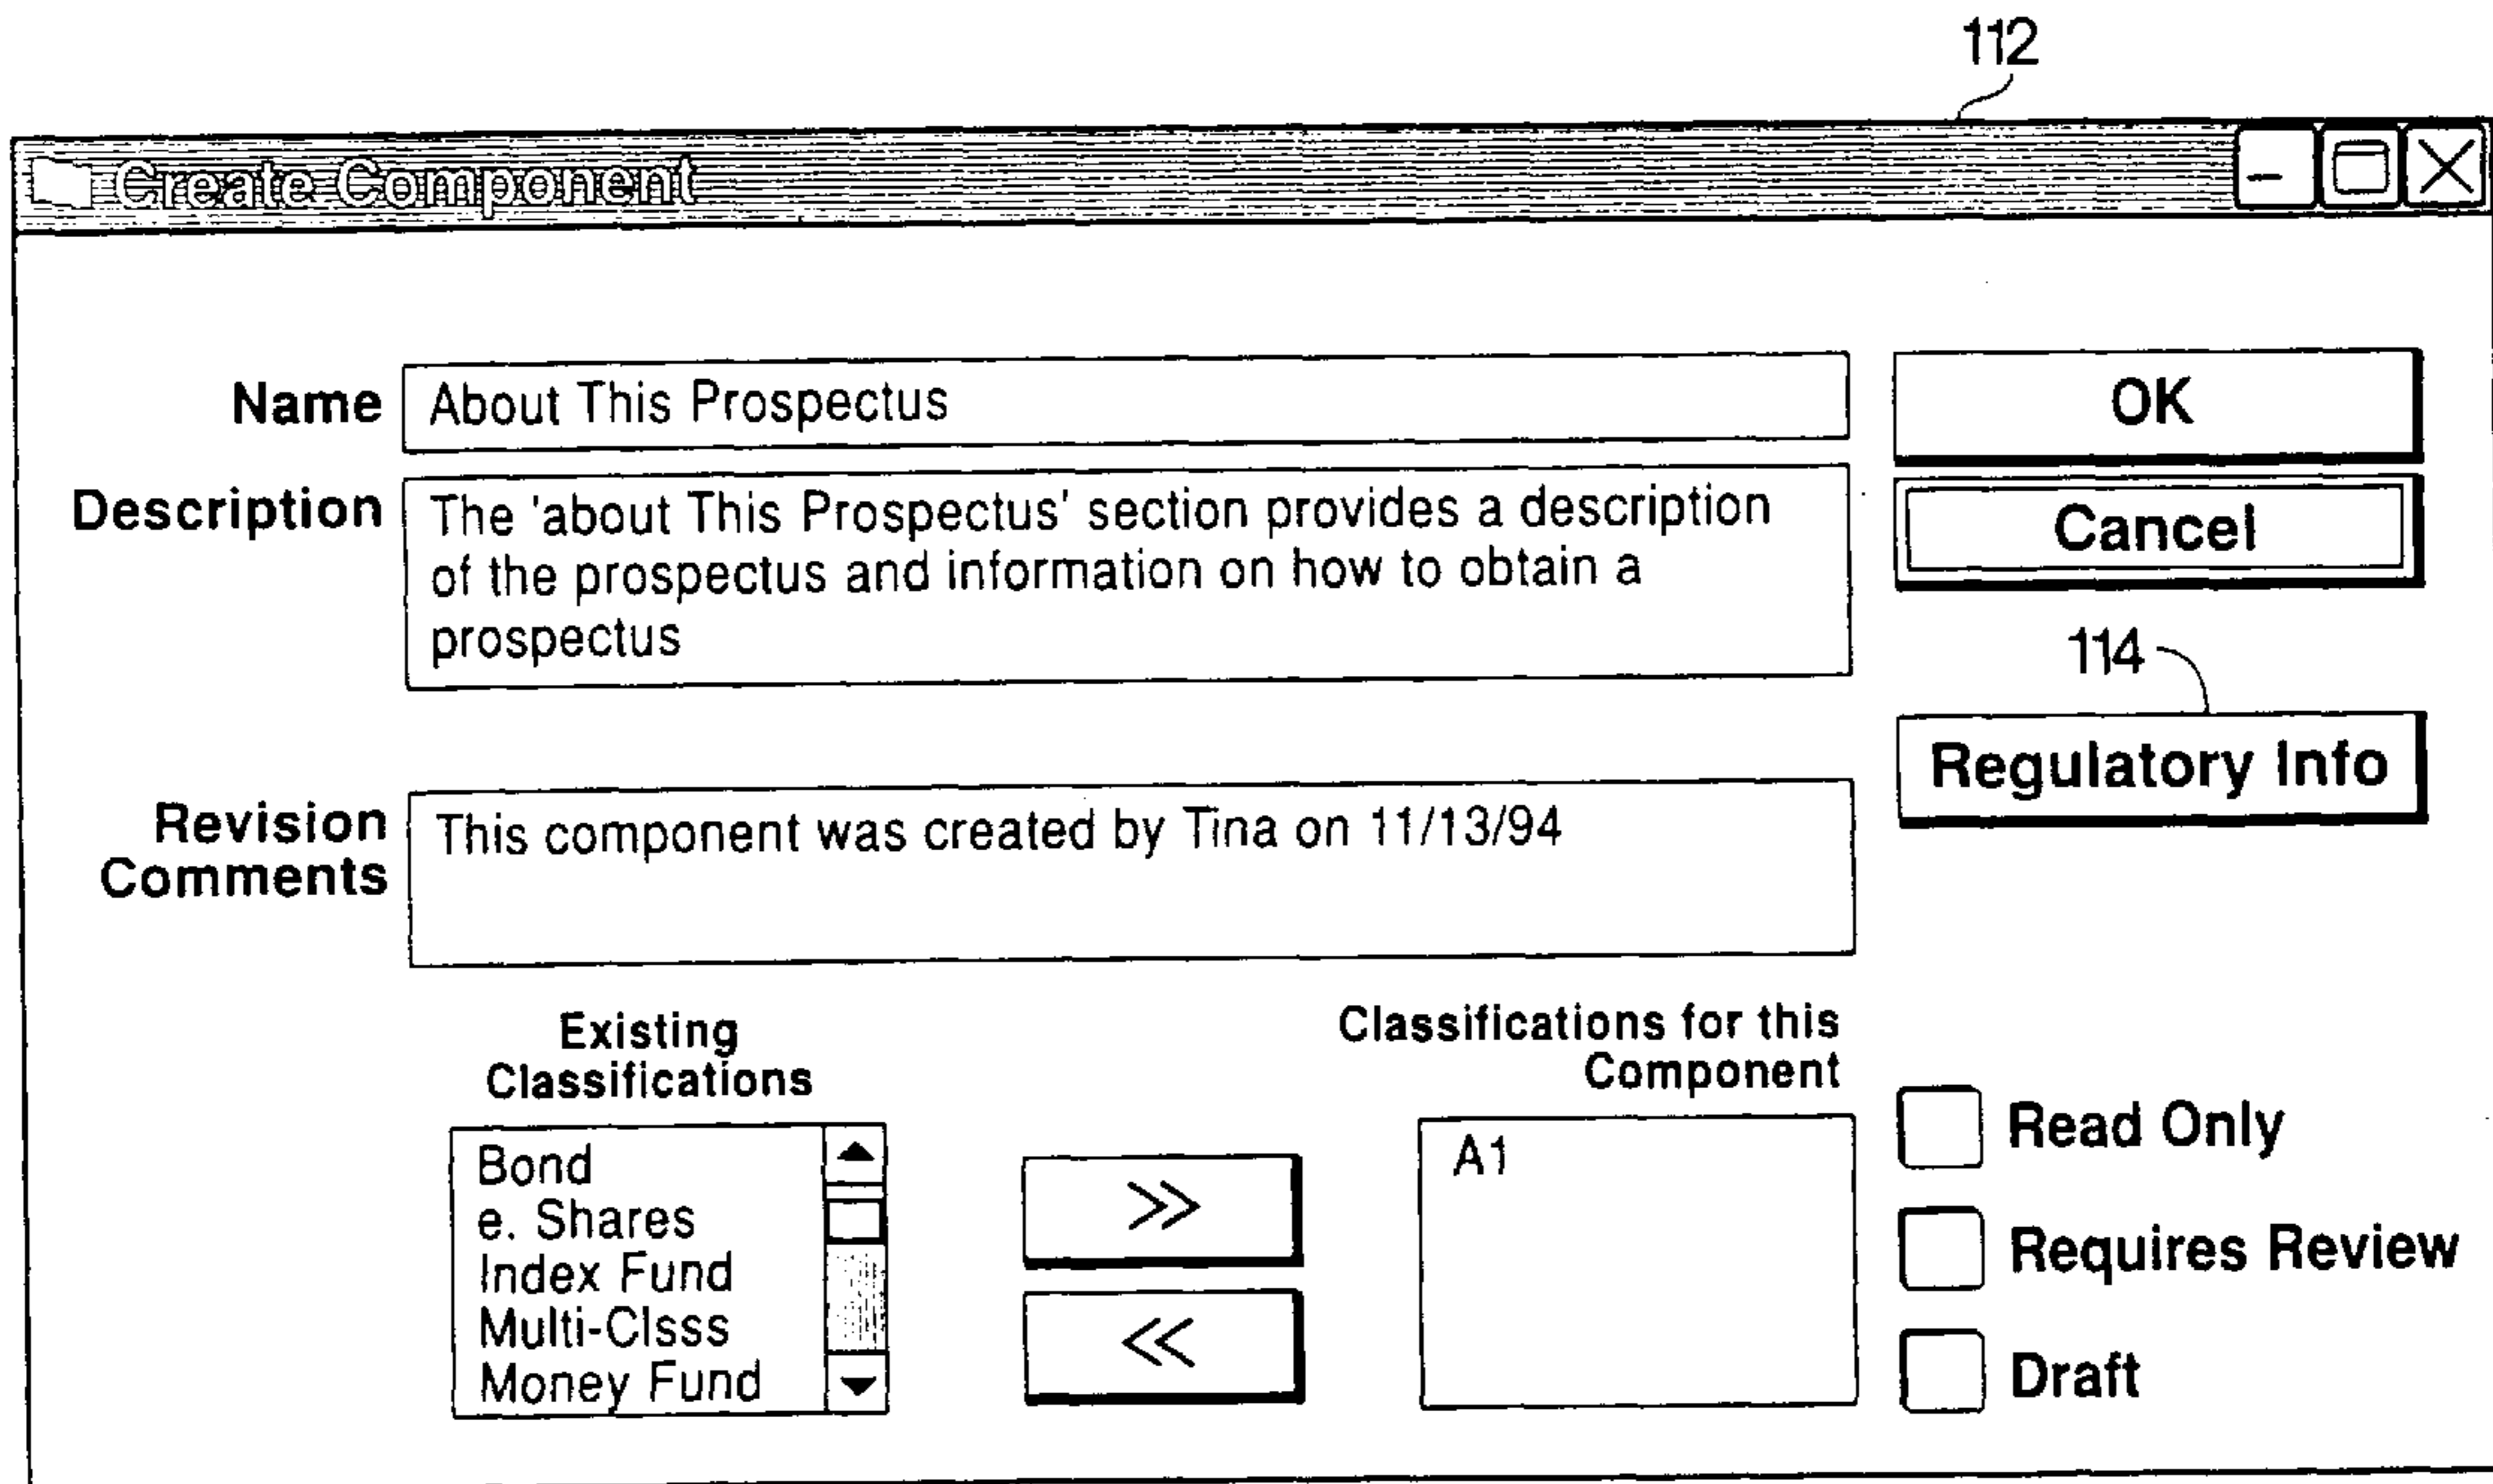 112
Create Component
Name
About This Prospectus
OK
Description
The 'about This Prospectus' section provides a description
of the prospectus and information on how to obtain a
prospectus
Cancel
114
Regulatory Info
Revision
Comments
This component was created by Tina on 11/13/94
Existing
Classifications
Bond
e. Shares
Index Fund
Multi-Clsss
Money Fund
>>
<<
Classifications for this
Component
A1
Read Only
Requires Review
Draft